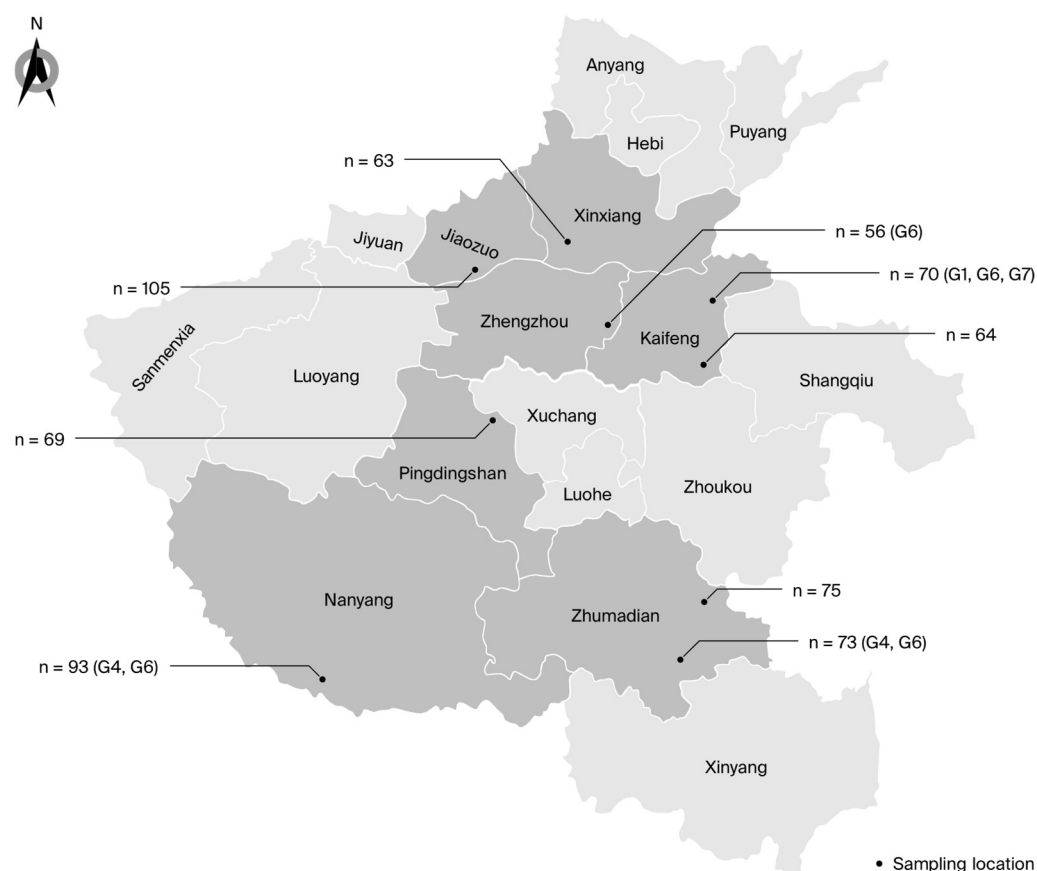 N
Anyang
Hebi
Puyang
n = 63
Xinxiang
Jiyuan
Jiaozuo
n = 56 (G6)
n = 70 (G1, G6, G7)
n = 105
Zhengzhou
Kaifeng
n = 64
Sanmenxia
Luoyang
Shangqiu
Xuchang
n = 69
Pingdingshan
Luohe
Zhoukou
Nanyang
n = 75
Zhumadian
n = 73 (G4, G6)
n = 93 (G4, G6)
Xinyang
Sampling location